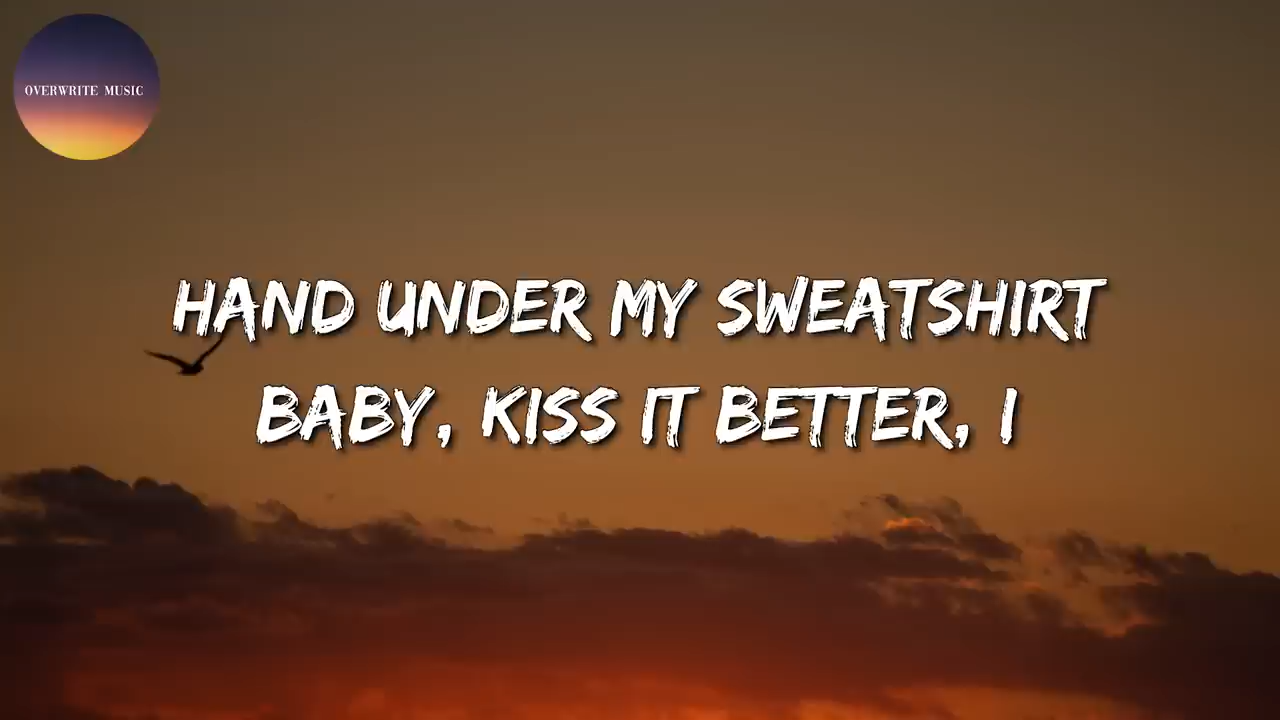 OVERWRITE MUSIC
HAND UNDER MY SWEATSHIRT
BABY, KISS IT BETTER, I